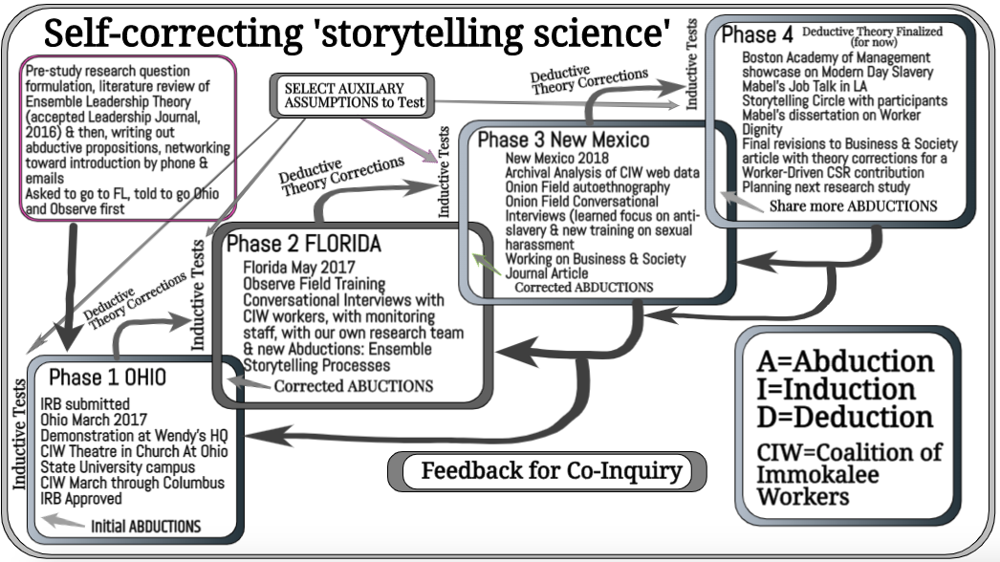 Self-correcting 'storytelling science'
Pre-study research question
formulation, literature review of
Ensemble Leadership Theory
(accepted Leadership Journal,
2016) & then, writing out
abductive propositions, networking
toward introduction by phone &
emails
Asked to go to FL, told to go Ohio
and Observe first
SELECT AUXILARY
ASSUMPTIONS to Test
Deductive
Theory Corrections
Inductive Tests
Phase 4 Deductive Theory Finalized
(for now)
Boston Academy of Management
showcase on Modern Day Slavery
Mabel's Job Talk in LA
Storytelling Circle with participants
Mabel's dissertation on Worker
Dignity
Final revisions to Business & Society
article with theory corrections for a
Worker-Driven CSR contribution
Planning next research study
Share more ABDUCTIONS
Deductive
Theory Corrections
Inductive Tests
Phase 3 New Mexico
New Mexico 2018
Archival Analysis of CIW web data
Onion Field autoethnography
Onion Field Conversational
Interviews (learned focus on anti-
slavery & new training on sexual
harassment
Working on Business & Society
Journal Article
Corrected ABDUCTIONS
Deductive
Theory Corrections
Inductive Tests
Phase 2 FLORIDA
Florida May 2017
Observe Field Training
Conversational Interviews with
CIW workers, with monitoring
staff, with our own research team
& new Abductions: Ensemble
Storytelling Processes
Corrected ABUCTIONS
Inductive Tests
Phase 1 OHIO
IRB submitted
Ohio March 2017
Demonstration at Wendy's HQ
CIW Theatre in Church At Ohio
State University campus
CIW March through Columbus
IRB Approved
Initial ABDUCTIONS
Feedback for Co-Inquiry
A=Abduction
I=Induction
D=Deduction
CIW=Coalition of
Immokalee
Workers